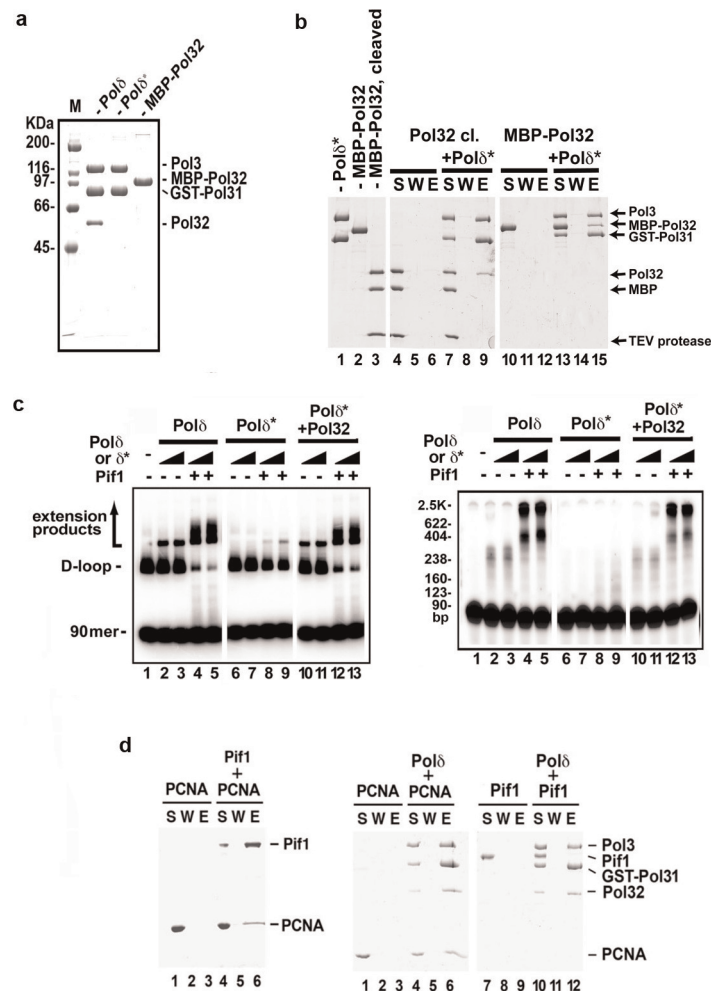 a
M
- Polδ
- Polδ*
- MBP-Pol32
KDa
200-
116-
97-
66-
45-
- Pol3
- MBP-Pol32
GST-Pol31
- Pol32
b
- Polδ*
- MBP-Pol32
- MBP-Pol32, cleaved
Pol32 cl.
+Polδ*
MBP-Pol32
+Polδ*
S W E S W E S W E S W E
Pol3
MBP-Pol32
GST-Pol31
Pol32
MBP
TEV protease
1 2 3 4 5 6 7 8 9 10 11 12 13 14 15
c
Polδ
or δ*
Pif1
Polδ
Polδ*
Polδ*
+Pol32
-
- - - + + - - + + - - + +
extension
products
D-loop -
90mer -
1 2 3 4 5 6 7 8 9 10 11 12 13
Polδ
or δ*
Pif1
Polδ
Polδ*
Polδ*
+Pol32
-
- - - + + - - + + - - + +
2.5K-
622-
404-
238-
160-
123-
90-
bp
1 2 3 4 5 6 7 8 9 10 11 12 13
d
PCNA
Pif1
+
PCNA
S W E S W E
- Pif1
- PCNA
1 2 3 4 5 6
PCNA
Polδ
+
PCNA
Pif1
Polδ
+
Pif1
S W E S W E S W E S W E
- Pol3
Pif1
GST-Pol31
- Pol32
- PCNA
1 2 3 4 5 6 7 8 9 10 11 12